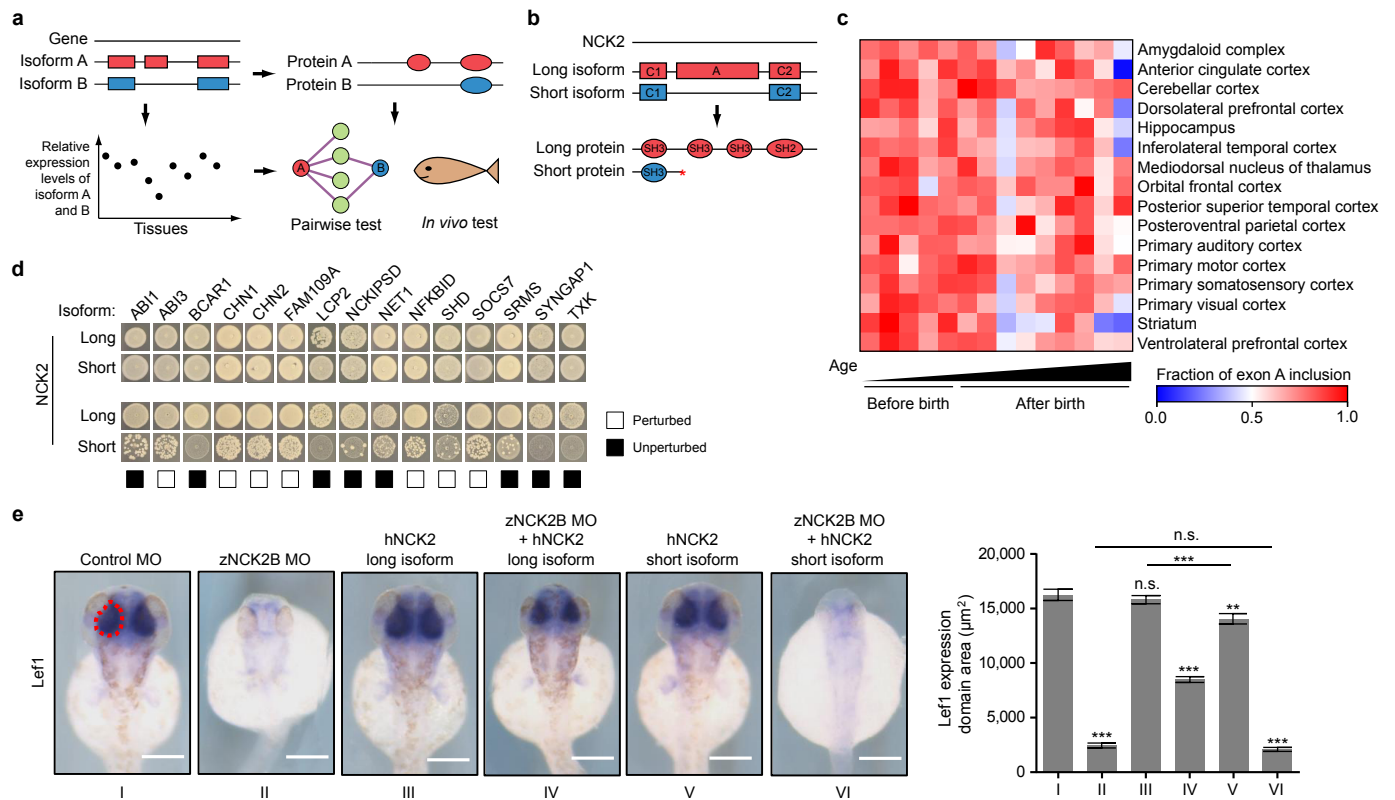 a
Gene
Isoform A
Isoform B
Protein A
Protein B
Relative
expression
levels of
isoform A
and B
Tissues
A
B
Pairwise test
In vivo test
b
NCK2
Long isoform
C1
A
C2
Short isoform
C1
C2
Long protein
SH3
SH3
SH3
SH2
Short protein
SH3
*
c
Amygdaloid complex
Anterior cingulate cortex
Cerebellar cortex
Dorsolateral prefrontal cortex
Hippocampus
Inferolateral temporal cortex
Mediodorsal nucleus of thalamus
Orbital frontal cortex
Posterior superior temporal cortex
Posteroventral parietal cortex
Primary auditory cortex
Primary motor cortex
Primary somatosensory cortex
Primary visual cortex
Striatum
Ventrolateral prefrontal cortex
Age
Before birth
After birth
Fraction of exon A inclusion
0.0
0.5
1.0
d
Isoform:
ABI1
ABI3
BCAR1
CHN1
CHN2
FAM109A
LCP2
NCKIPSD
NET1
NFKBID
SHD
SOCS7
SRMS
SYNGAP1
TXK
NCK2
Long
Short
Long
Short
Perturbed
Unperturbed
e
Lef1
Control MO
zNCK2B MO
hNCK2
long isoform
zNCK2B MO
+ hNCK2
long isoform
hNCK2
short isoform
zNCK2B MO
+ hNCK2
short isoform
I
II
III
IV
V
VI
Lef1 expression
domain area (µm²)
20,000
15,000
10,000
5,000
0
n.s.
***
n.s.
**
***
***
***
I
II
III
IV
V
VI